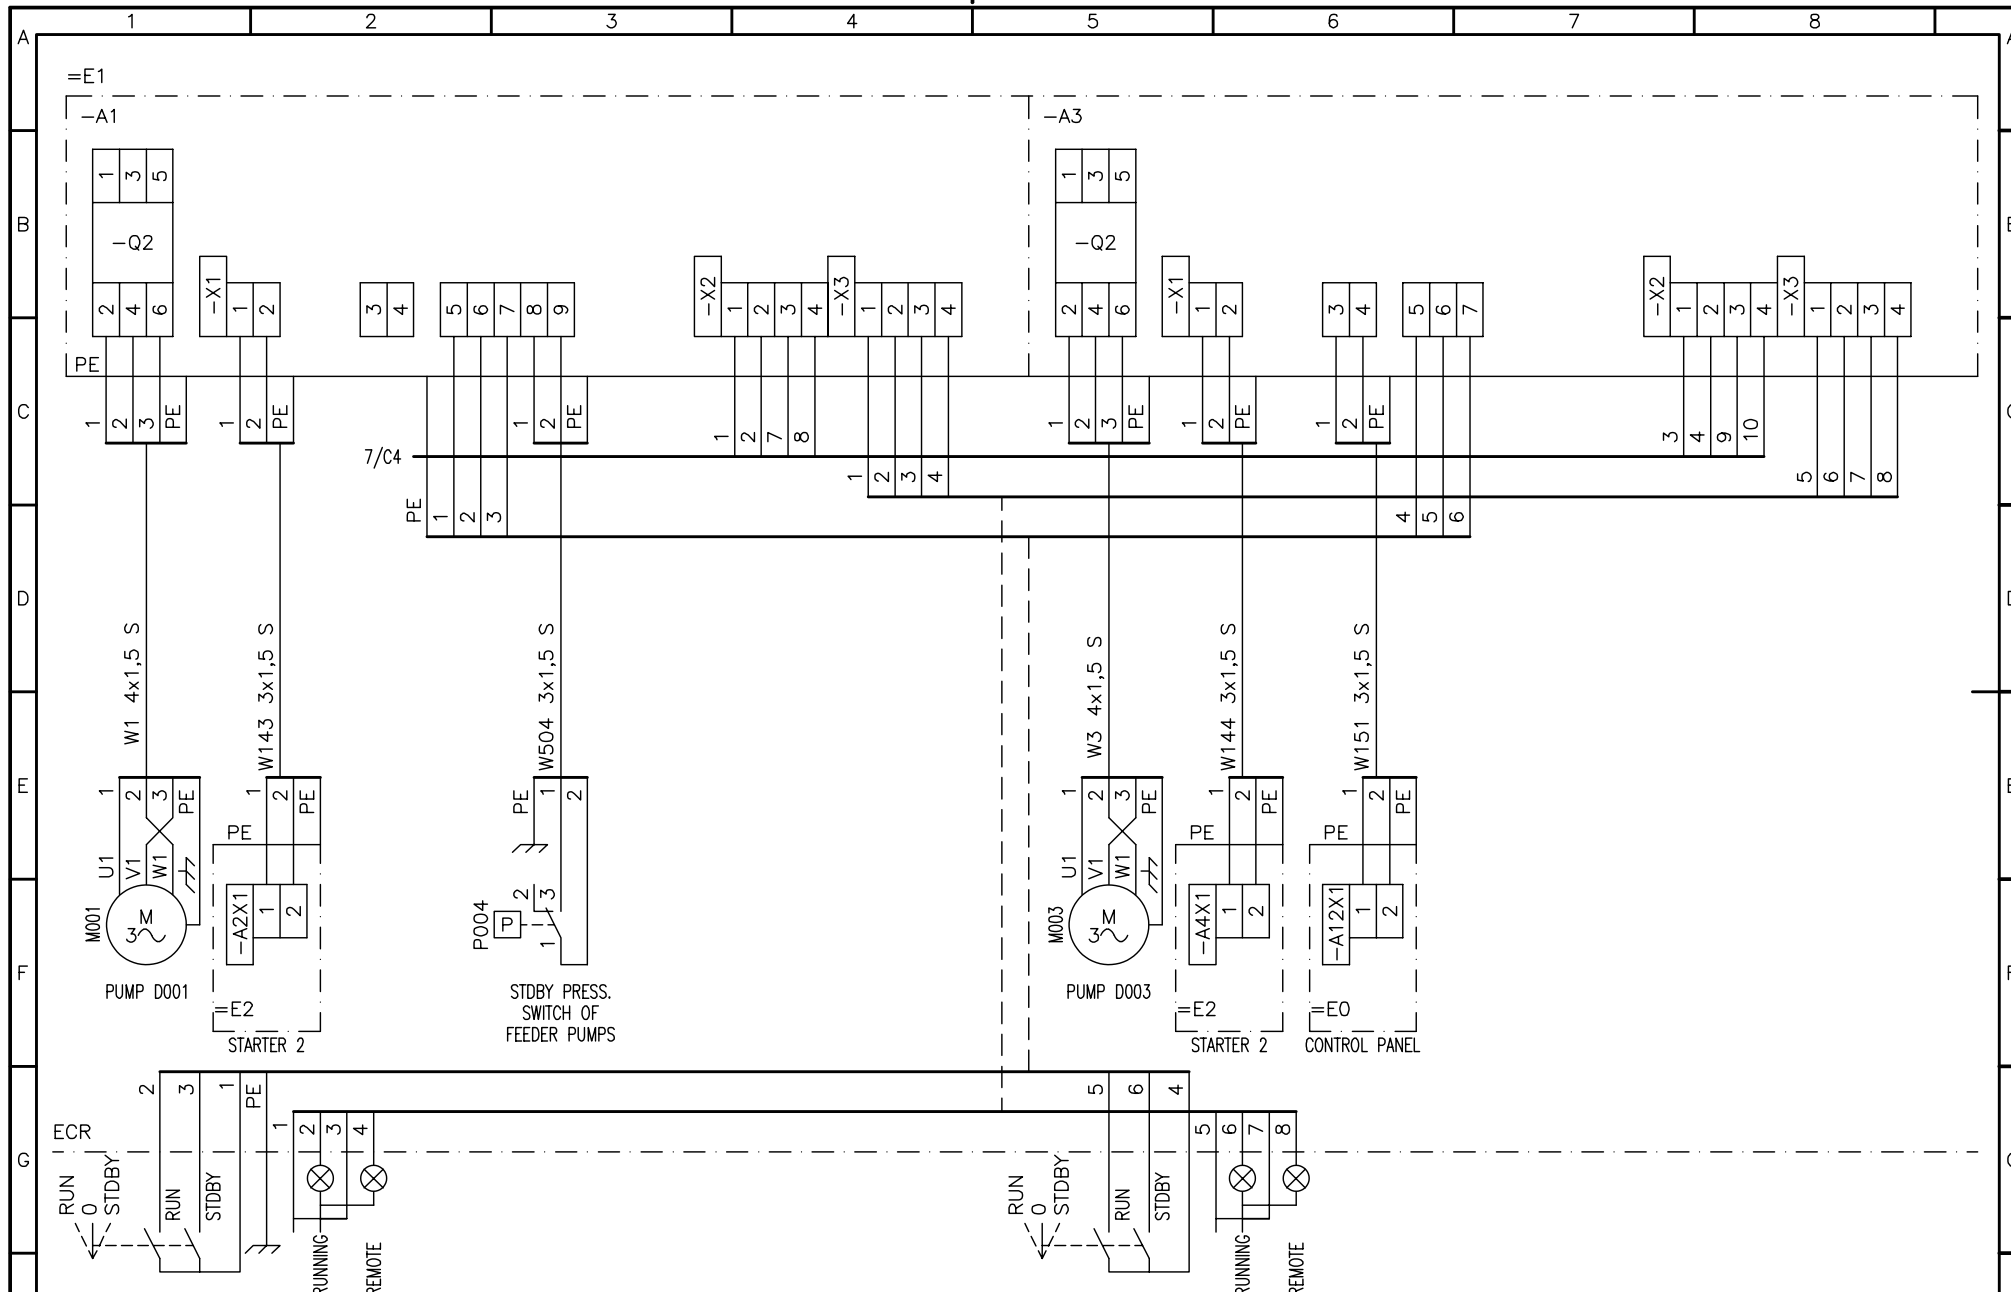 1 2 3 4 5 6 7 8
A
=E1
-A1 -A3
1 3 5 1 3 5
B
-Q2 -Q2
-X1 -X2 -X3 -X1 -X2 -X3
2 4 6 1 2 3 4 5 6 7 8 9 1 2 3 4 1 2 3 4 2 4 6 1 2 3 4 5 6 7 1 2 3 4 1 2 3 4
PE
C
1 2 3 PE 1 2 PE 1 2 PE 1 2 7 8 1 2 3 PE 1 2 PE 1 2 PE 3 4 9 10
7/C4
1 2 3 4 5 6 7 8
PE 1 2 3 4 5 6
D
W1 4x1,5 S
W143 3x1,5 S
W504 3x1,5 S
W3 4x1,5 S
W144 3x1,5 S
W151 3x1,5 S
E
1 2 3 PE 1 2 PE PE 1 2 1 2 3 PE 1 2 PE 1 2 PE
PE PE PE
U1 V1 W1 U1 V1 W1
M001
M
3
-A2X1 1 2
P004
P
2 3
1
M003
M
3
-A4X1 1 2
-A12X1 1 2
F
PUMP D001
=E2
STARTER 2
STDBY PRESS.
SWITCH OF
FEEDER PUMPS
PUMP D003
=E2
STARTER 2
=E0
CONTROL PANEL
2 3 1 PE 5 6 4
1 2 3 4 5 6 7 8
ECR
G
RUN
0
STDBY
RUN
STDBY
RUNNING
REMOTE
RUN
0
STDBY
RUN
STDBY
RUNNING
REMOTE